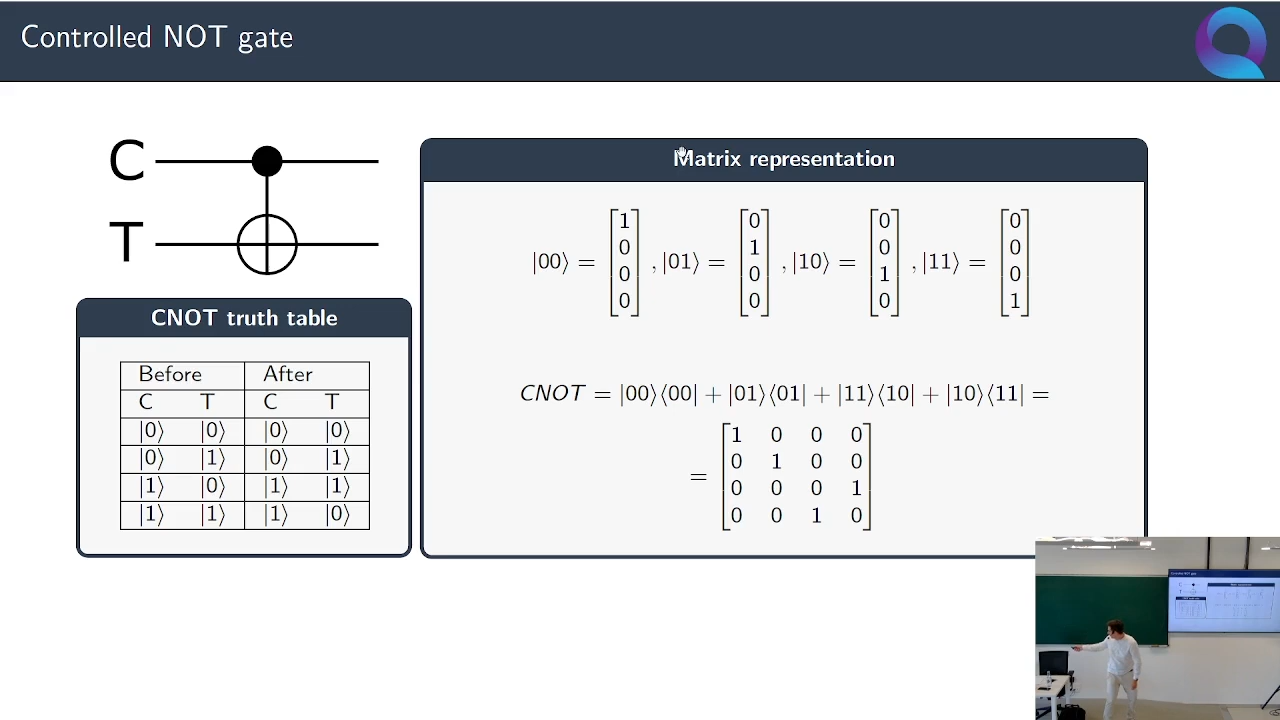 Controlled NOT gate
C
T
CNOT truth table
Before After
C T C T
|0⟩ |0⟩ |0⟩ |0⟩
|0⟩ |1⟩ |0⟩ |1⟩
|1⟩ |0⟩ |1⟩ |1⟩
|1⟩ |1⟩ |1⟩ |0⟩
Matrix representation
|00⟩ = [1 0 0 0] , |01⟩ = [0 1 0 0] , |10⟩ = [0 0 1 0] , |11⟩ = [0 0 0 1]
CNOT = |00⟩⟨00| + |01⟩⟨01| + |11⟩⟨10| + |10⟩⟨11| =
= [1 0 0 0
0 1 0 0
0 0 0 1
0 0 1 0]